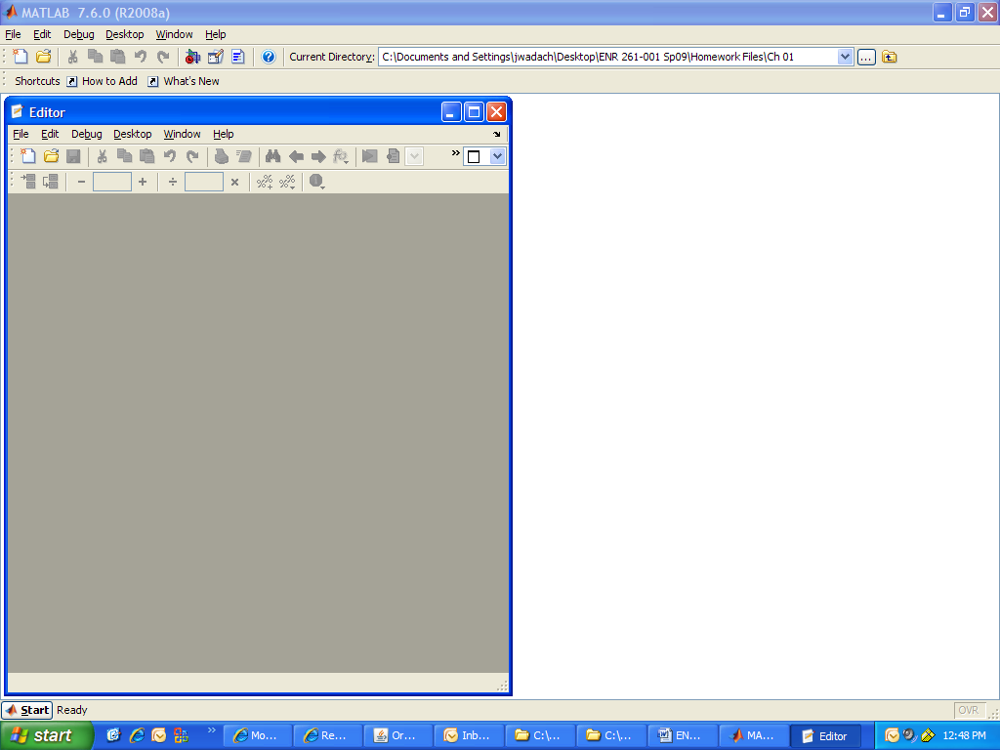 MATLAB 7.6.0 (R2008a)
File Edit Debug Desktop Window Help
Current Directory: C:\Documents and Settings\jwadach\Desktop\ENR 261-001 Sp09\Homework Files\Ch 01 ...
Shortcuts How to Add What's New
Editor
File Edit Debug Desktop Window Help
− + ÷ ×
Start Ready OVR
start Mo... Re... Or... Inb... C:\... C:\... EN... MA... Editor 12:48 PM